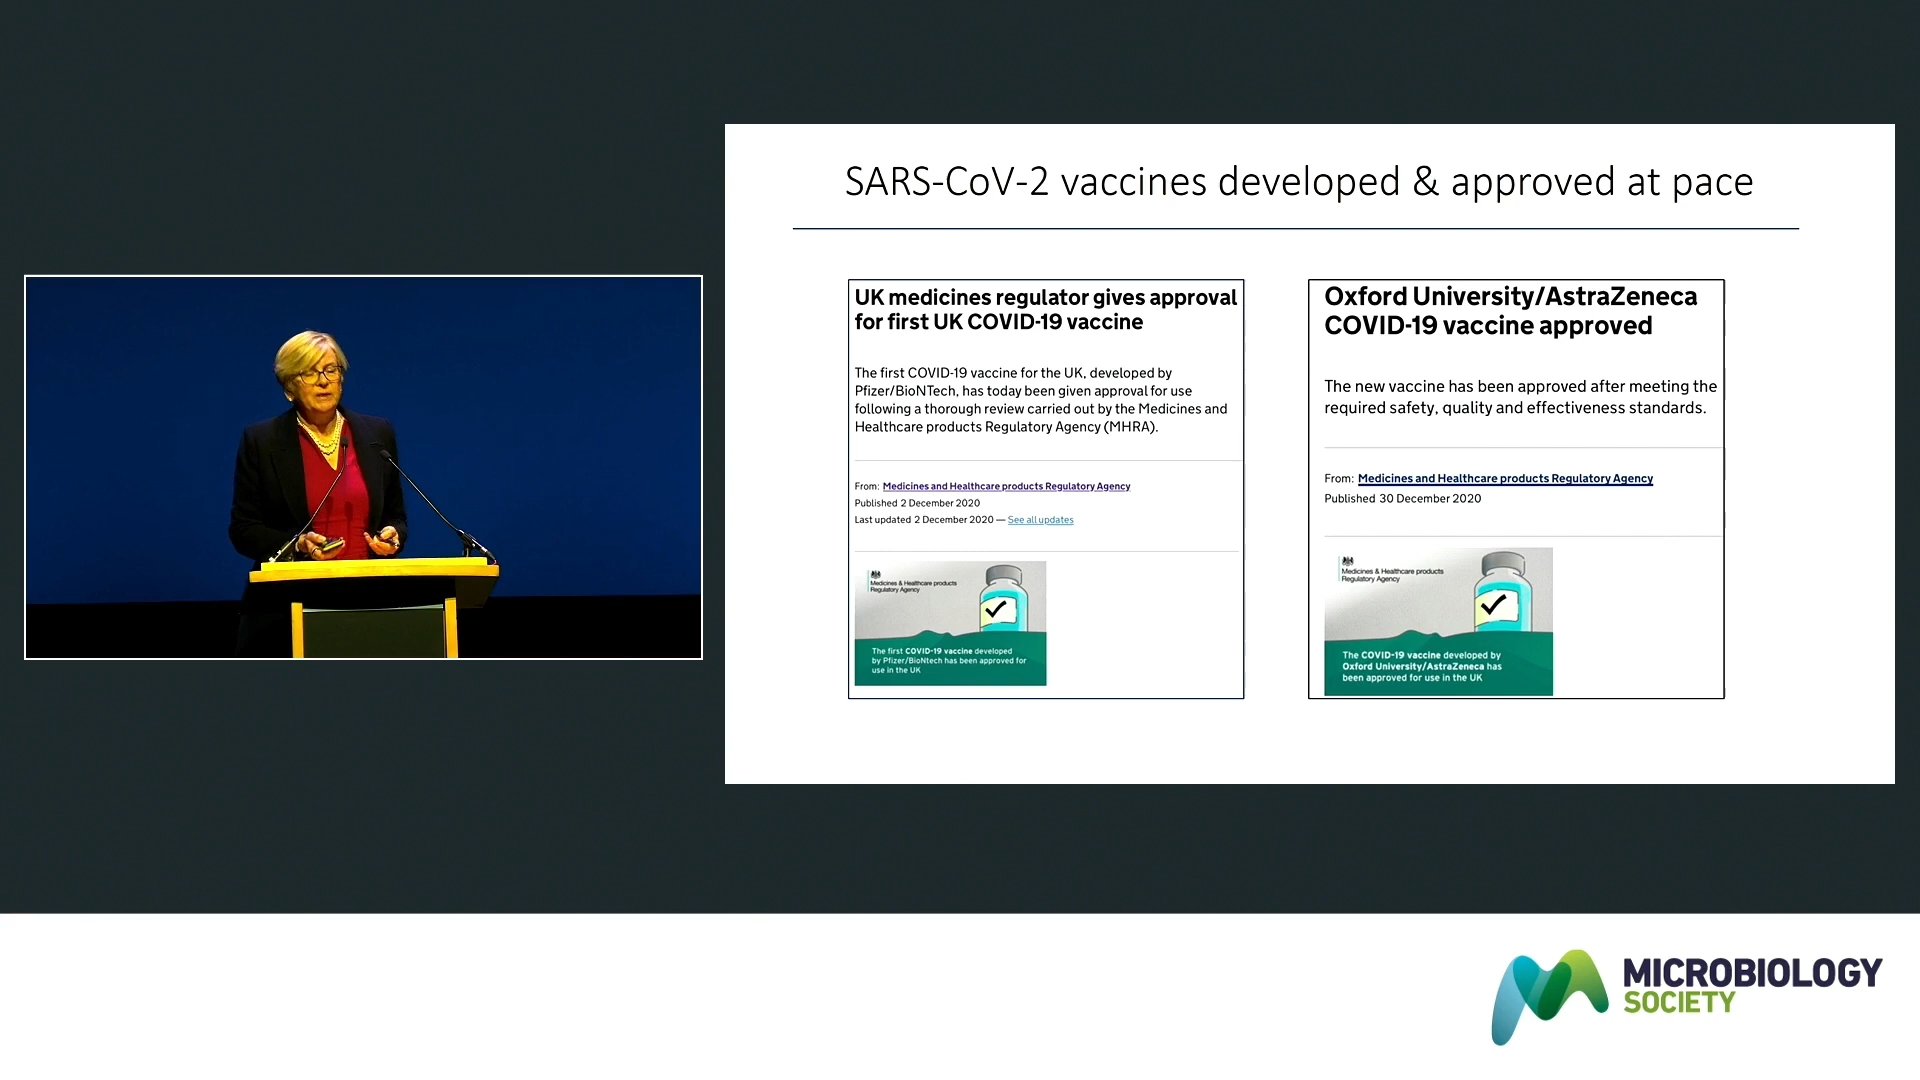 SARS-CoV-2 vaccines developed & approved at pace
UK medicines regulator gives approval
for first UK COVID-19 vaccine
The first COVID-19 vaccine for the UK, developed by
Pfizer/BioNTech, has today been given approval for use
following a thorough review carried out by the Medicines and
Healthcare products Regulatory Agency (MHRA).
From: Medicines and Healthcare products Regulatory Agency
Published 2 December 2020
Last updated 2 December 2020 — See all updates
Medicines & Healthcare products
Regulatory Agency
The first COVID-19 vaccine developed
by Pfizer/BioNtech has been approved for
use in the UK
Oxford University/AstraZeneca
COVID-19 vaccine approved
The new vaccine has been approved after meeting the
required safety, quality and effectiveness standards.
From: Medicines and Healthcare products Regulatory Agency
Published 30 December 2020
Medicines & Healthcare products
Regulatory Agency
The COVID-19 vaccine developed by
Oxford University/AstraZeneca has
been approved for use in the UK
MICROBIOLOGY
SOCIETY